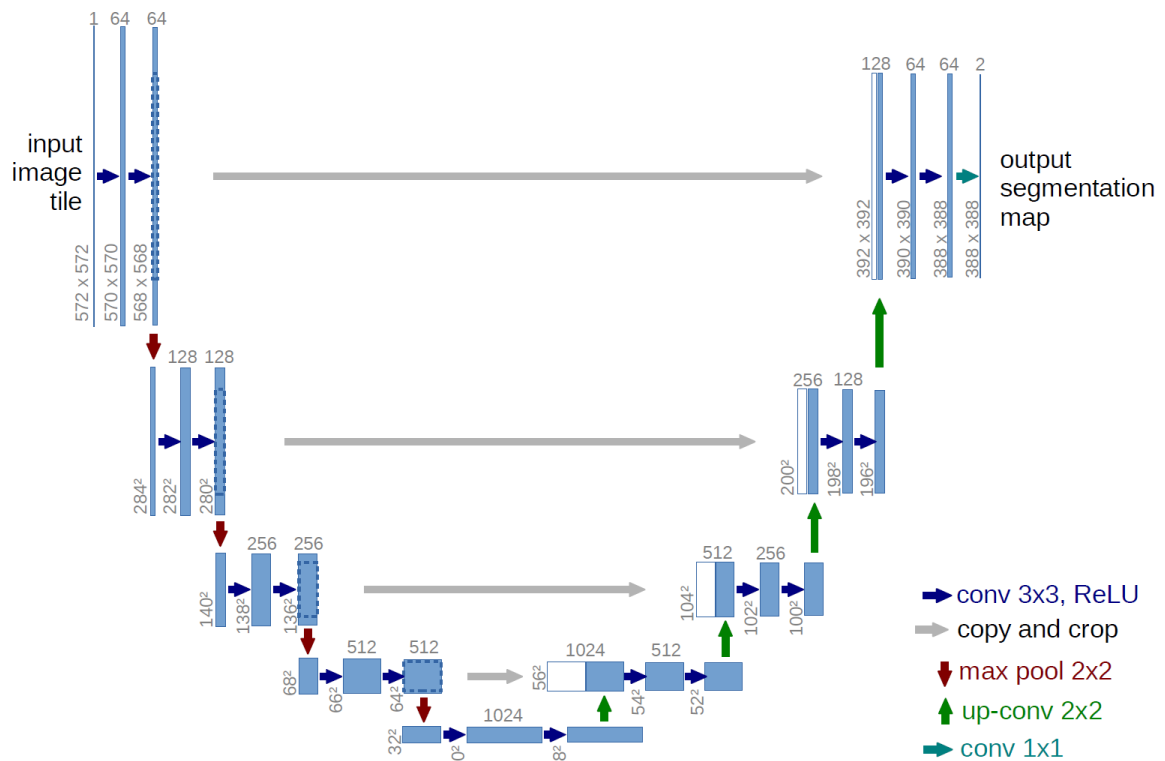 1 64 64
128 64 64 2
input
image
tile
output
segmentation
map
572 x 572
570 x 570
568 x 568
392 x 392
390 x 390
388 x 388
388 x 388
128 128
256 128
284²
282²
280²
200²
198²
196²
256 256
512 256
140²
138²
136²
104²
102²
100²
512 512
1024 512
68²
66²
64²
56²
54²
52²
1024
32²
0²
8²
conv 3x3, ReLU
copy and crop
max pool 2x2
up-conv 2x2
conv 1x1